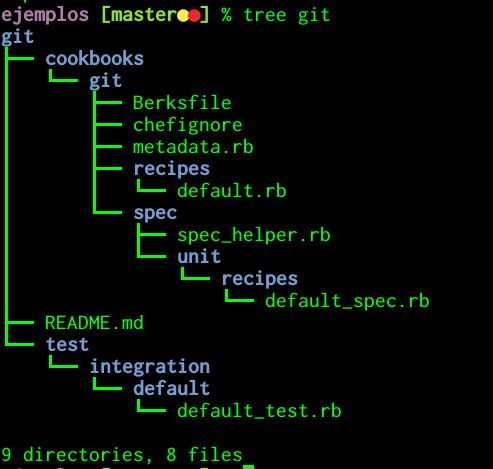 ejemplos [master] % tree git
git
├── cookbooks
│   └── git
│       ├── Berksfile
│       ├── chefignore
│       ├── metadata.rb
│       ├── recipes
│       │   └── default.rb
│       └── spec
│           ├── spec_helper.rb
│           └── unit
│               └── recipes
│                   └── default_spec.rb
├── README.md
└── test
    └── integration
        └── default
            └── default_test.rb

9 directories, 8 files